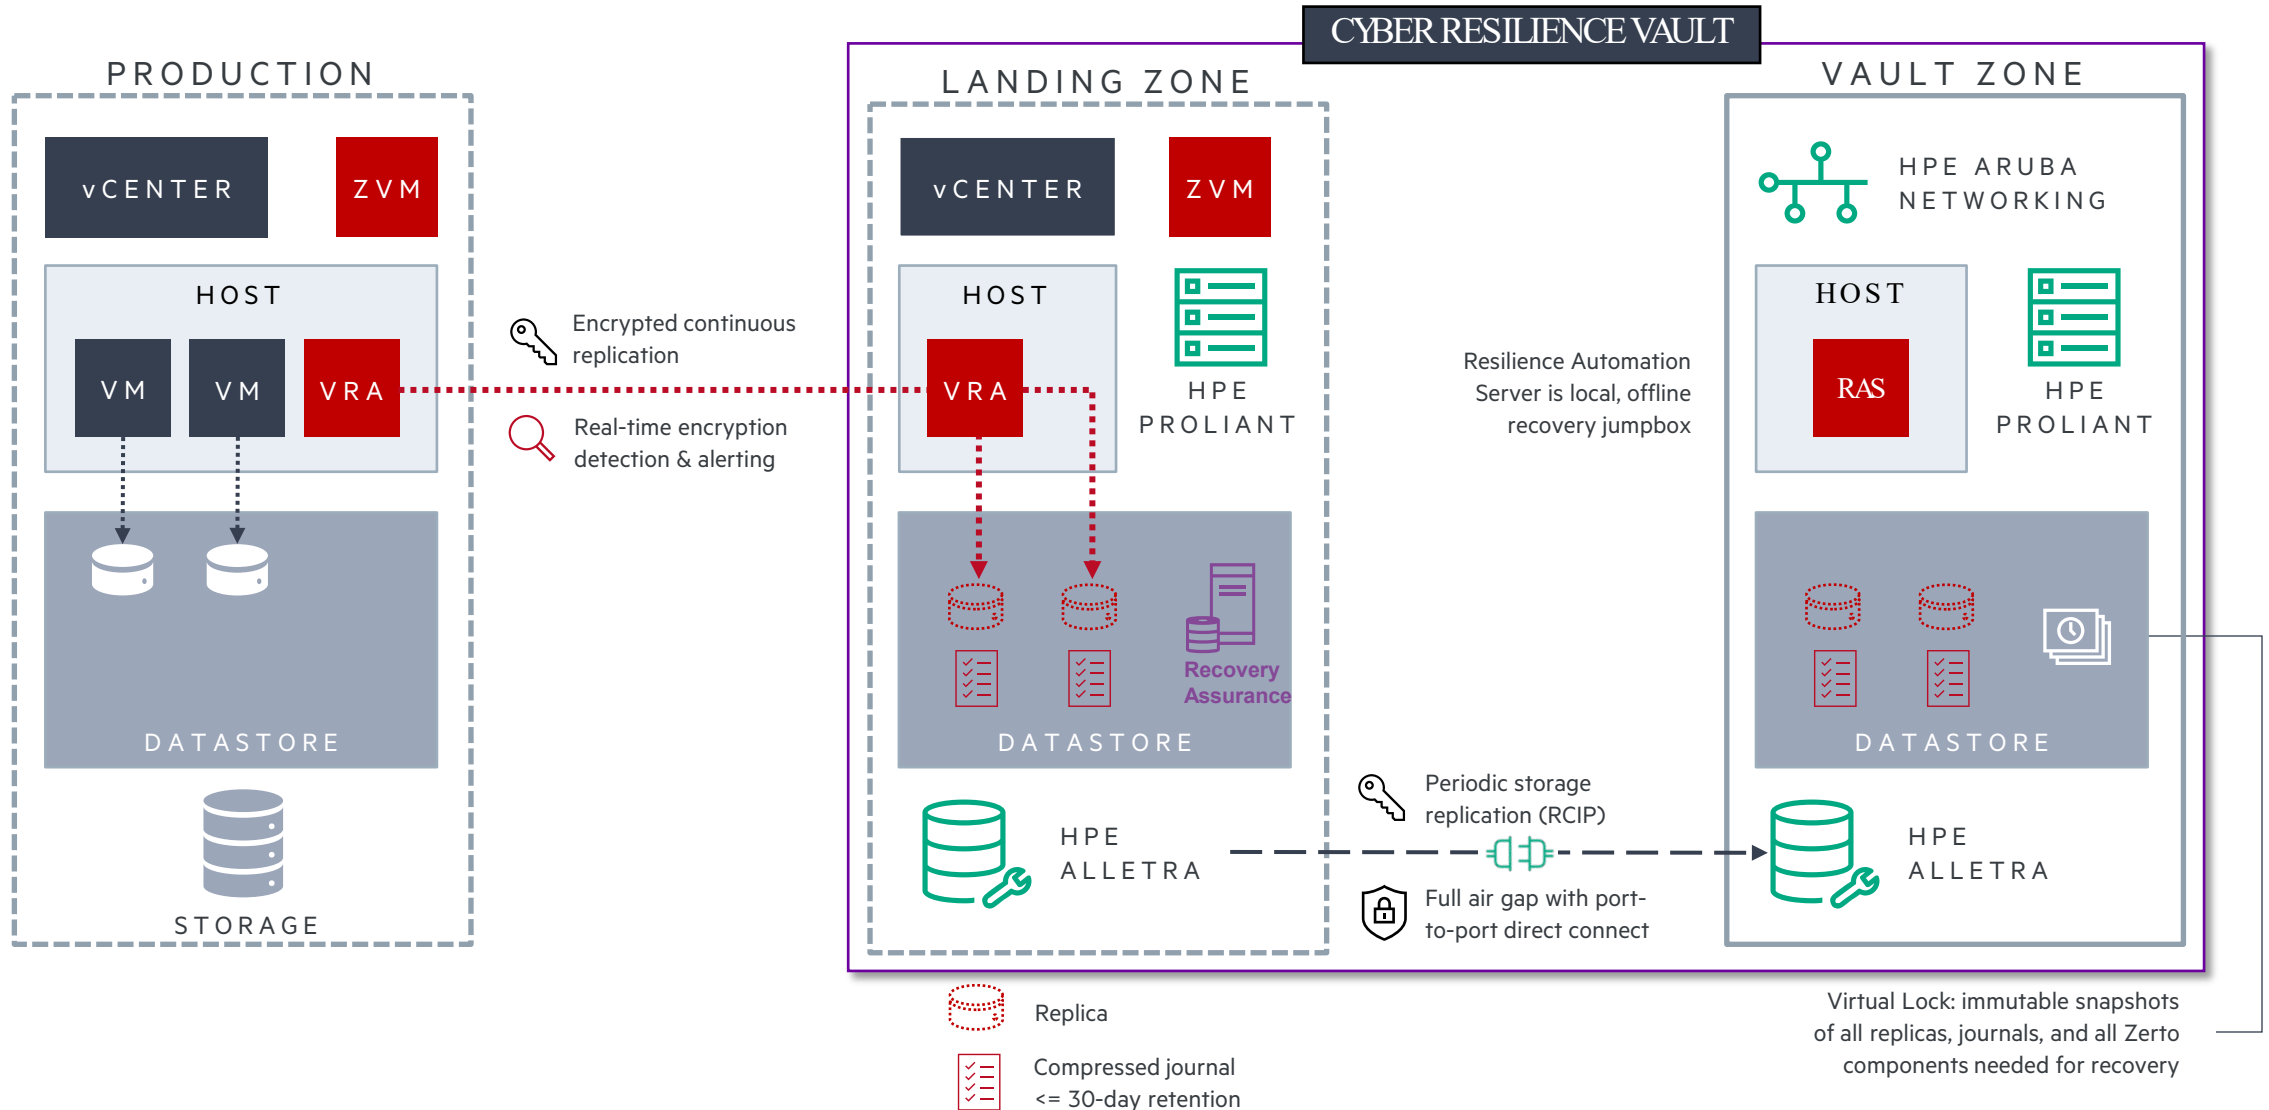 CYBER RESILIENCE VAULT
PRODUCTION
vCENTER
ZVM
HOST
VM
VM
VRA
DATASTORE
STORAGE
Encrypted continuous
replication
Real-time encryption
detection & alerting
LANDING ZONE
vCENTER
ZVM
HOST
VRA
HPE
PROLIANT
Recovery
Assurance
DATASTORE
HPE
ALLETRA
Resilience Automation
Server is local, offline
recovery jumpbox
Periodic storage
replication (RCIP)
Full air gap with port-
to-port direct connect
VAULT ZONE
HPE ARUBA
NETWORKING
HOST
RAS
HPE
PROLIANT
DATASTORE
HPE
ALLETRA
Replica
Compressed journal
<= 30-day retention
Virtual Lock: immutable snapshots
of all replicas, journals, and all Zerto
components needed for recovery